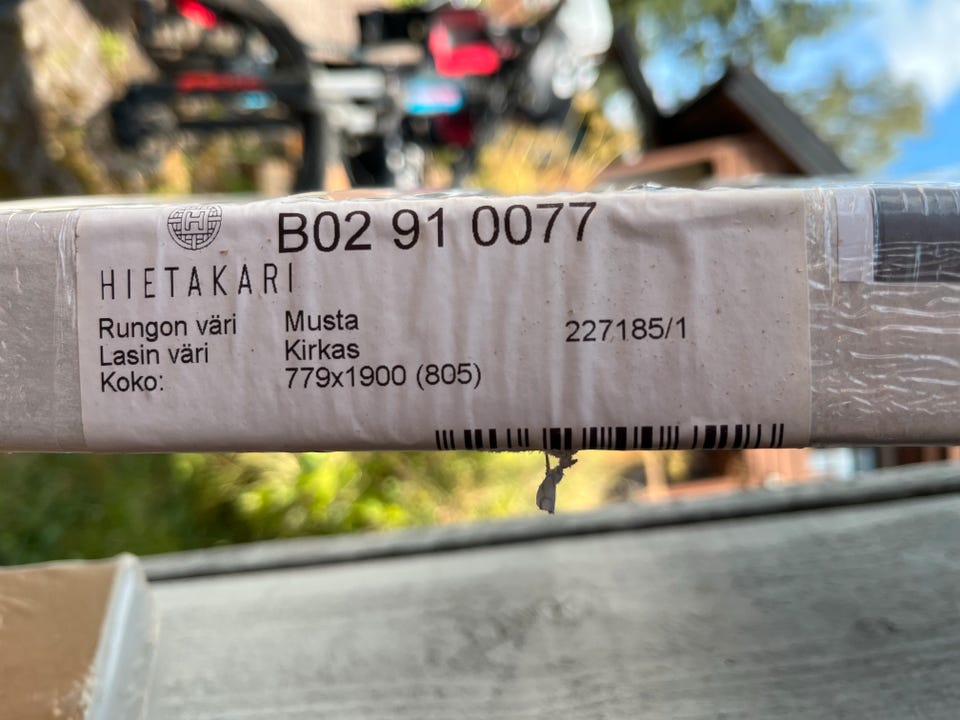 B02 91 0077
HIETAKARI
Rungon väri Musta
Lasin väri Kirkas
Koko: 779x1900 (805)
227185/1